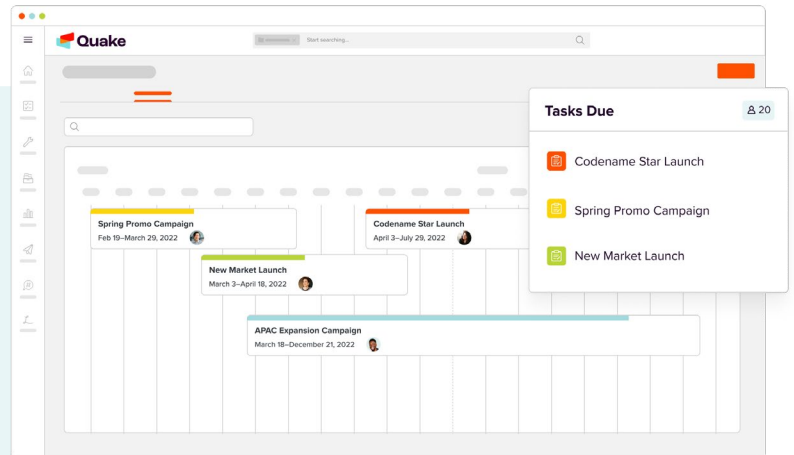 Quake
Start searching...
Tasks Due
20
Codename Star Launch
Spring Promo Campaign
New Market Launch
Spring Promo Campaign
Feb 19–March 29, 2022
Codename Star Launch
April 3–July 29, 2022
New Market Launch
March 3–April 18, 2022
APAC Expansion Campaign
March 18–December 21, 2022